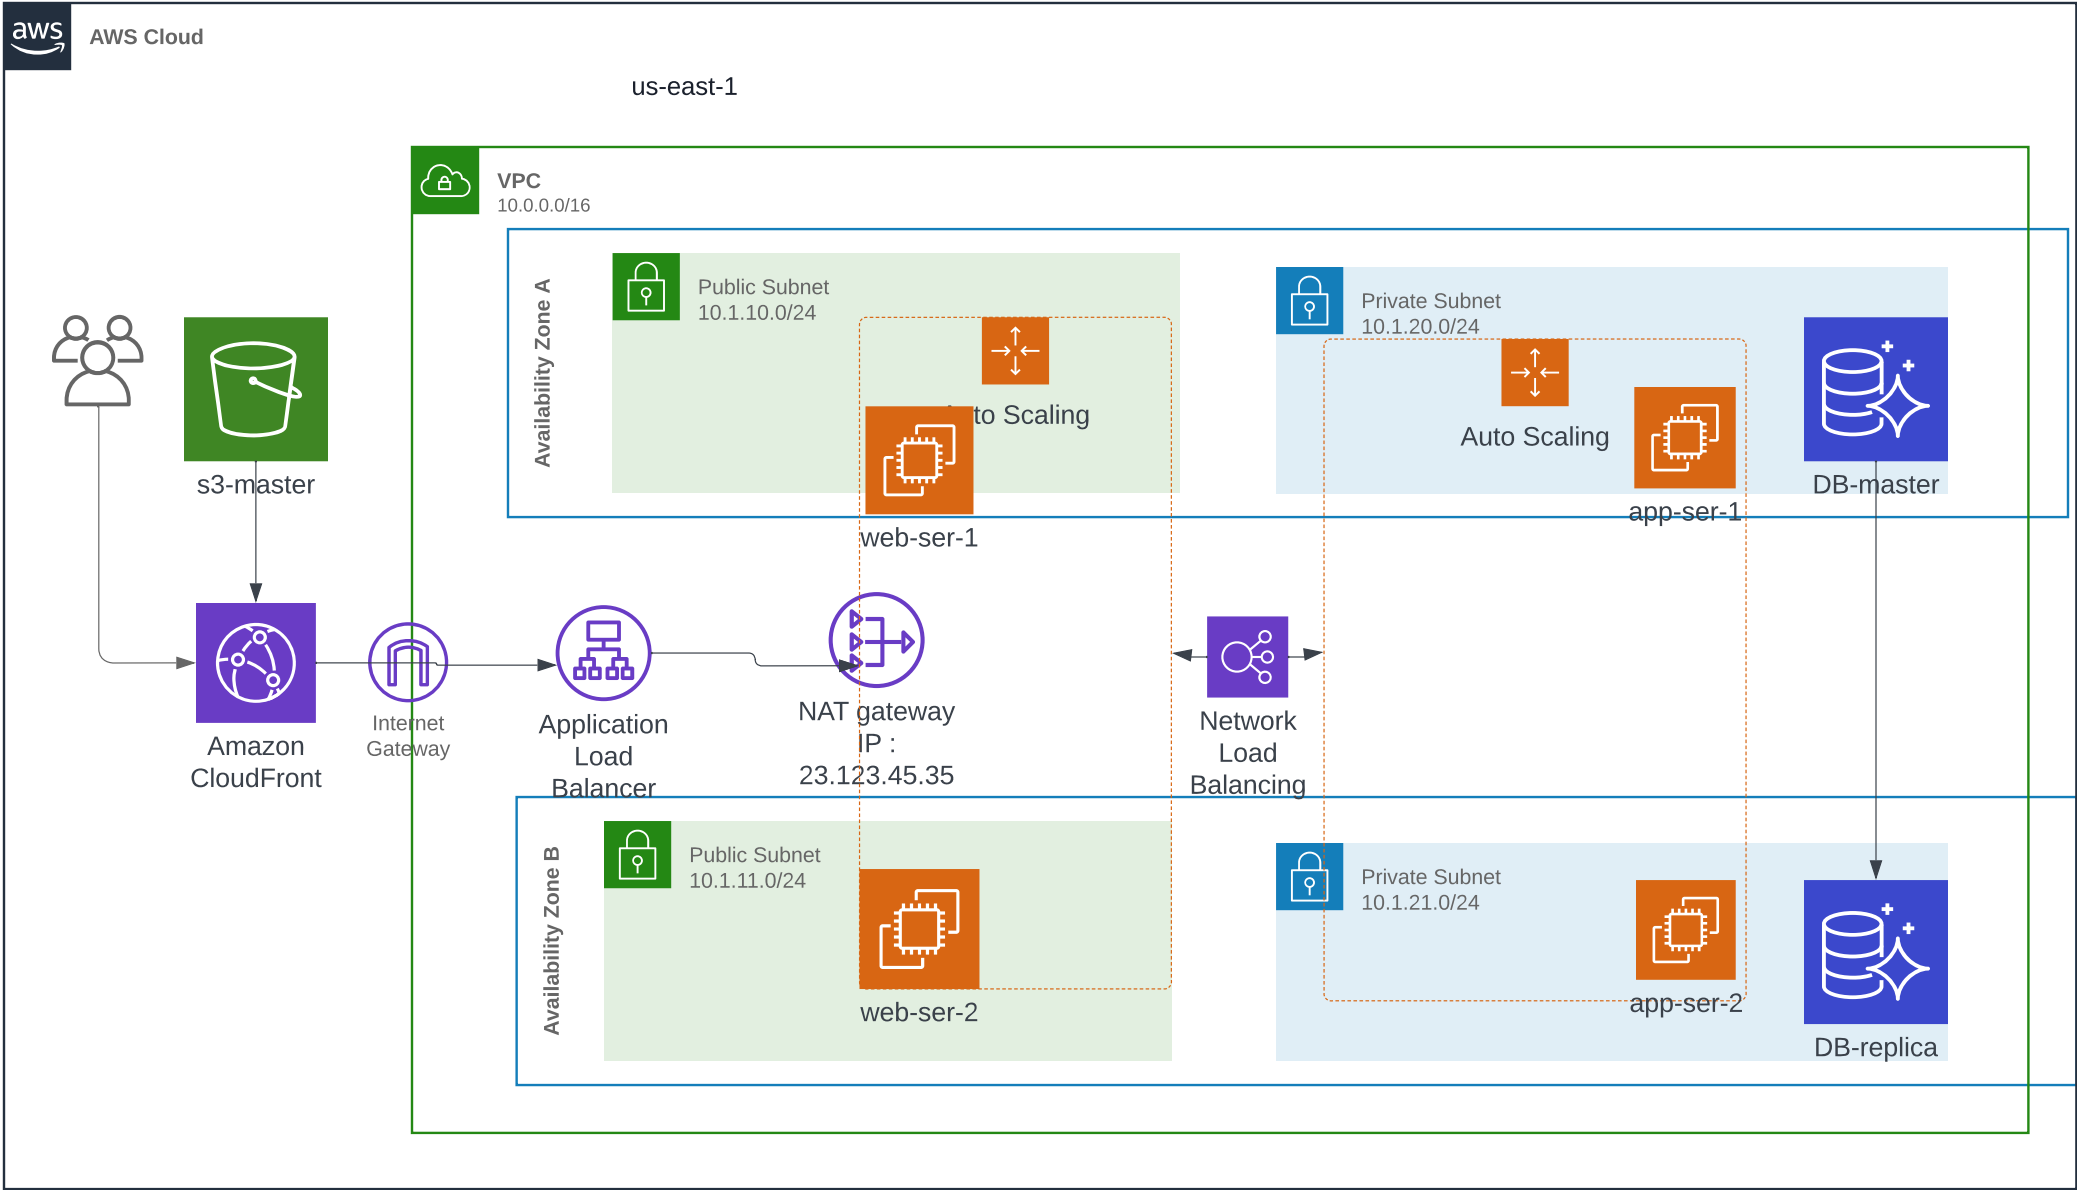 aws
AWS Cloud
us-east-1
VPC
10.0.0.0/16
Availability Zone A
Public Subnet
10.1.10.0/24
Private Subnet
10.1.20.0/24
to Scaling
Auto Scaling
s3-master
web-ser-1
app-ser-1
DB-master
Amazon
CloudFront
Internet
Gateway
Application
Load
Balancer
NAT gateway
IP :
23.123.45.35
Network
Load
Balancing
Availability Zone B
Public Subnet
10.1.11.0/24
Private Subnet
10.1.21.0/24
web-ser-2
app-ser-2
DB-replica